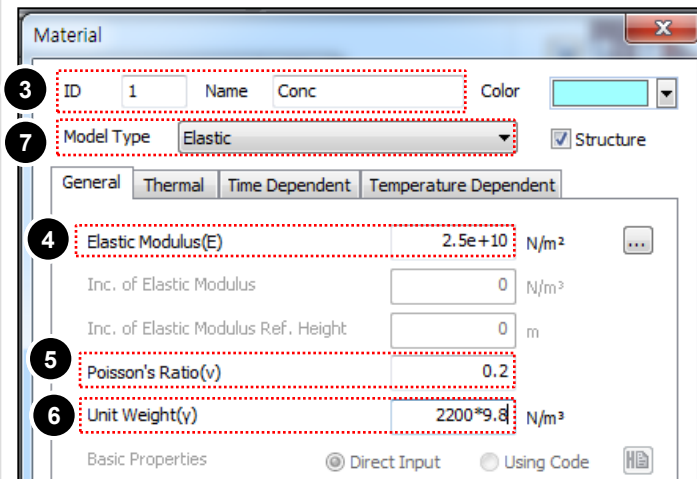 Material
x
3 ID 1 Name Conc Color
7 Model Type Elastic Structure
General Thermal Time Dependent Temperature Dependent
4 Elastic Modulus(E) 2.5e+10 N/m²
...
Inc. of Elastic Modulus 0 N/m³
Inc. of Elastic Modulus Ref. Height 0 m
5 Poisson's Ratio(ν) 0.2
6 Unit Weight(γ) 2200*9.8 N/m³
Basic Properties Direct Input Using Code